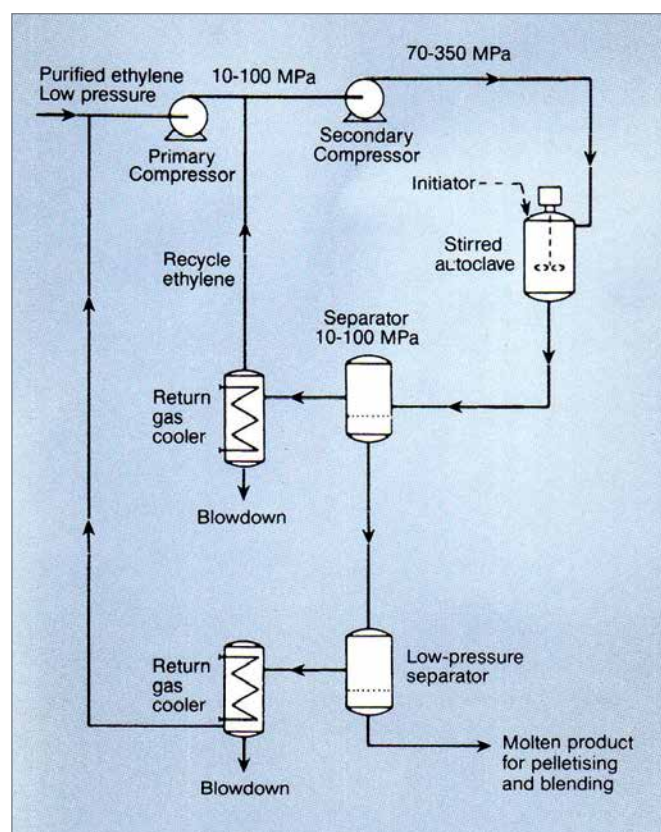 70-350 MPa
Purified ethylene
Low pressure
10-100 MPa
Primary
Compressor
Secondary
Compressor
Initiator
Stirred
autoclave
Recycle
ethylene
Separator
10-100 MPa
Return
gas
cooler
Blowdown
Return
gas
cooler
Low-pressure
separator
Molten product
for pelletising
and blending
Blowdown